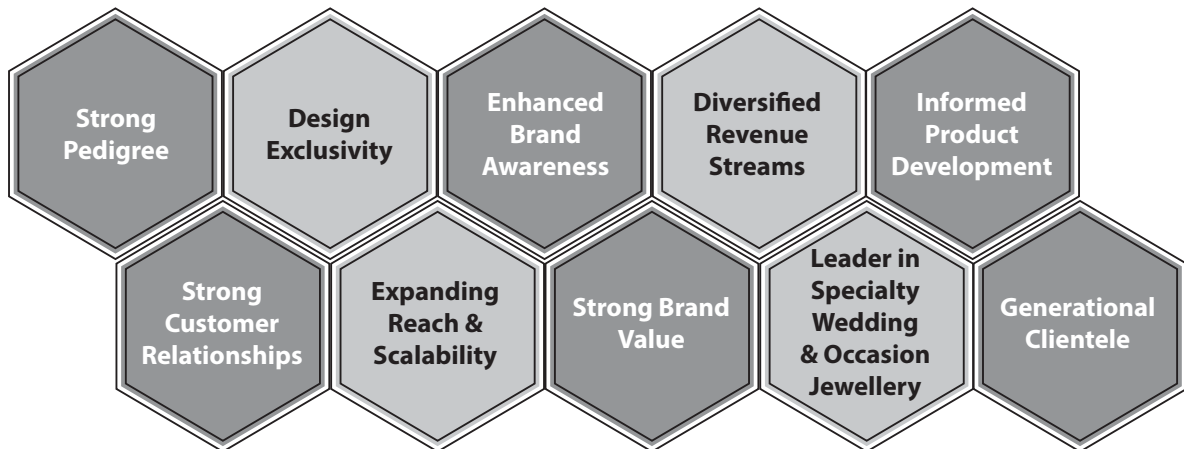 Strong
Pedigree
Design
Exclusivity
Enhanced
Brand
Awareness
Diversified
Revenue
Streams
Informed
Product
Development
Strong
Customer
Relationships
Expanding
Reach &
Scalability
Strong Brand
Value
Leader in
Specialty
Wedding
& Occasion
Jewellery
Generational
Clientele